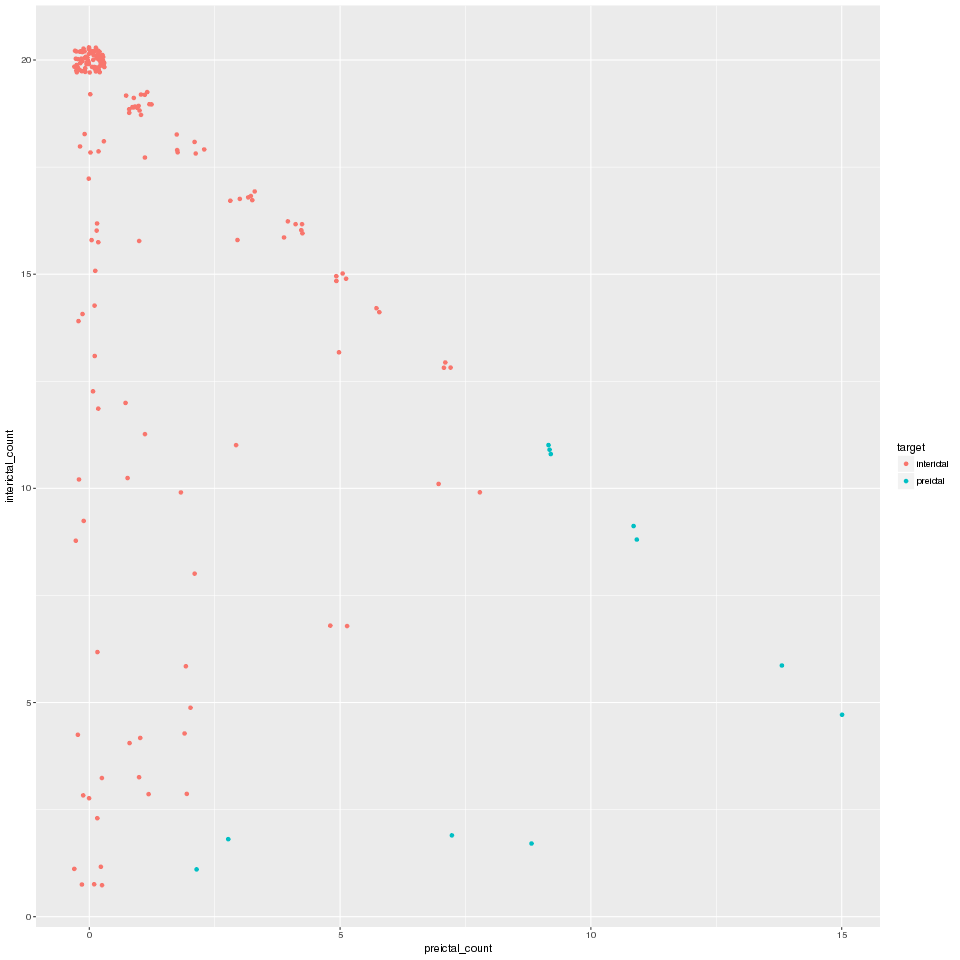 20
15
10
5
0
0 5 10 15
preictal_count
interictal_count
target
interictal
preictal